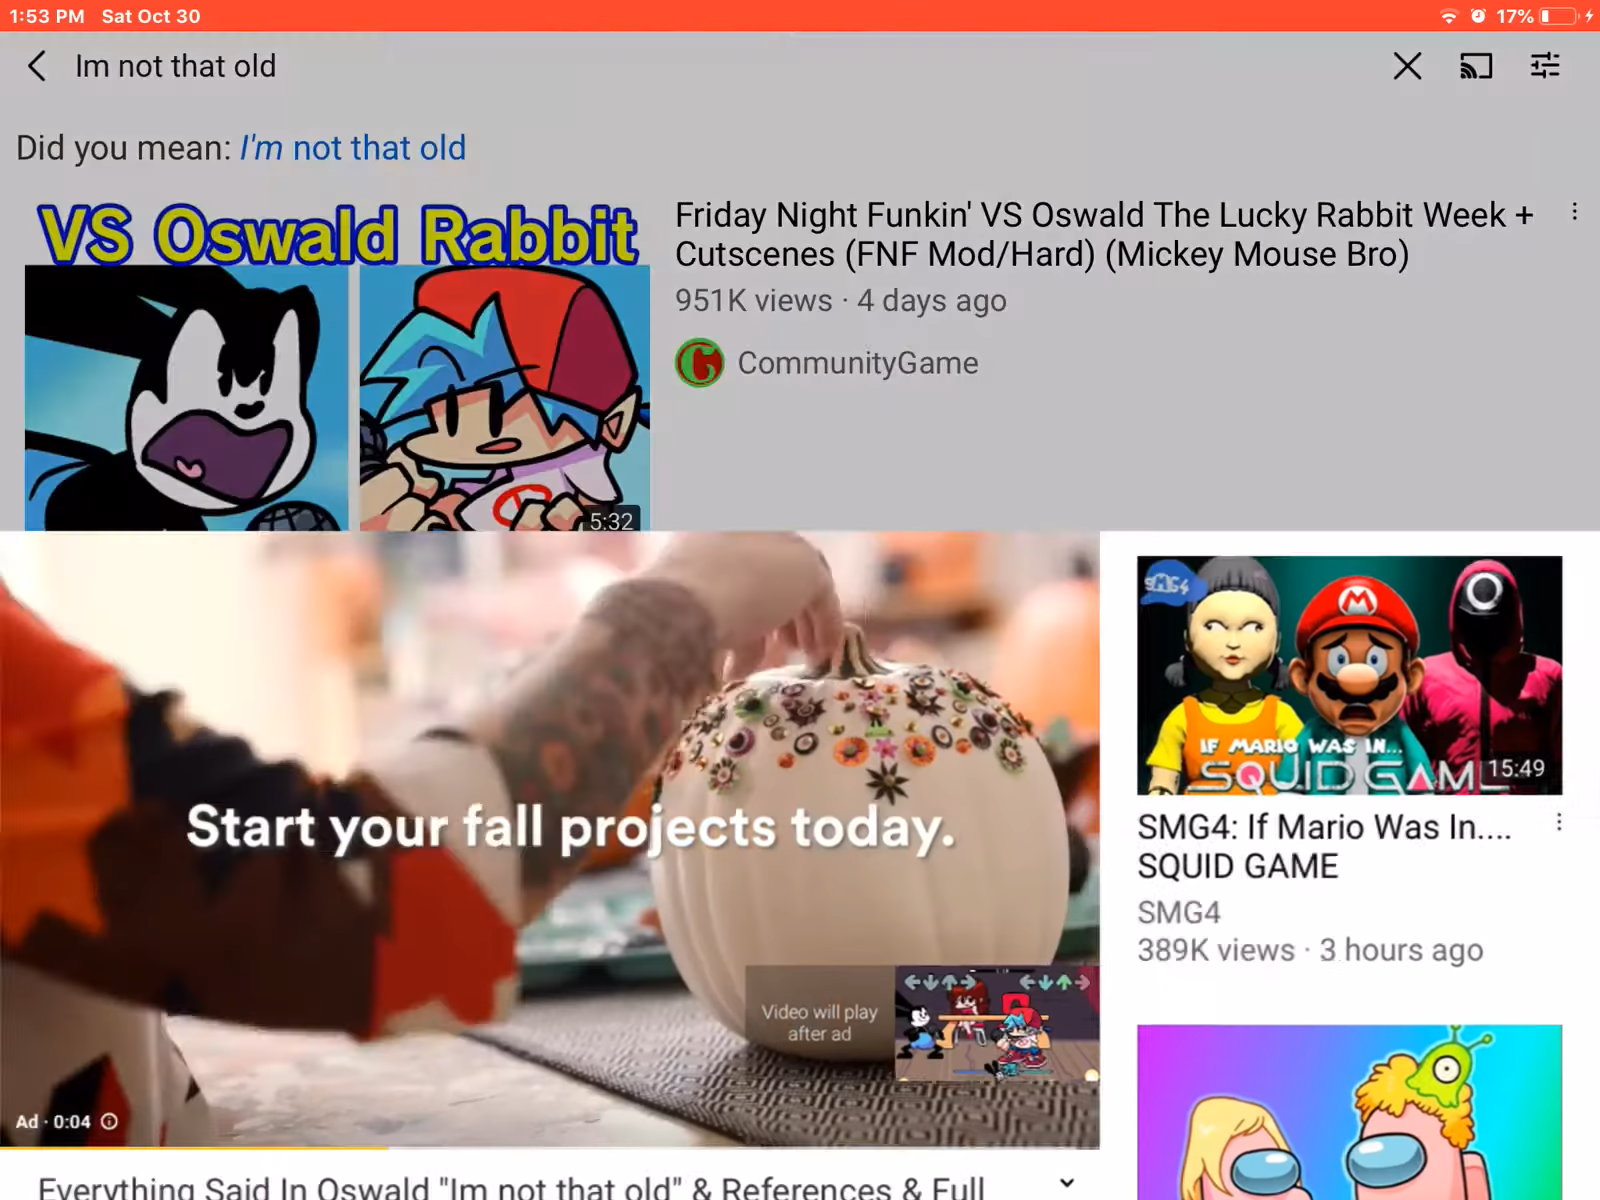 1:53 PM Sat Oct 30
17%
Im not that old
Did you mean: I'm not that old
VS Oswald Rabbit
5:32
Friday Night Funkin' VS Oswald The Lucky Rabbit Week +
Cutscenes (FNF Mod/Hard) (Mickey Mouse Bro)
951K views · 4 days ago
CommunityGame
Start your fall projects today.
Video will play
after ad
Ad · 0:04
Everything Said In Oswald "Im not that old" & References & Full
SMG4
IF MARIO WAS IN...
SQUID GAM
15:49
SMG4: If Mario Was In....
SQUID GAME
SMG4
389K views · 3 hours ago